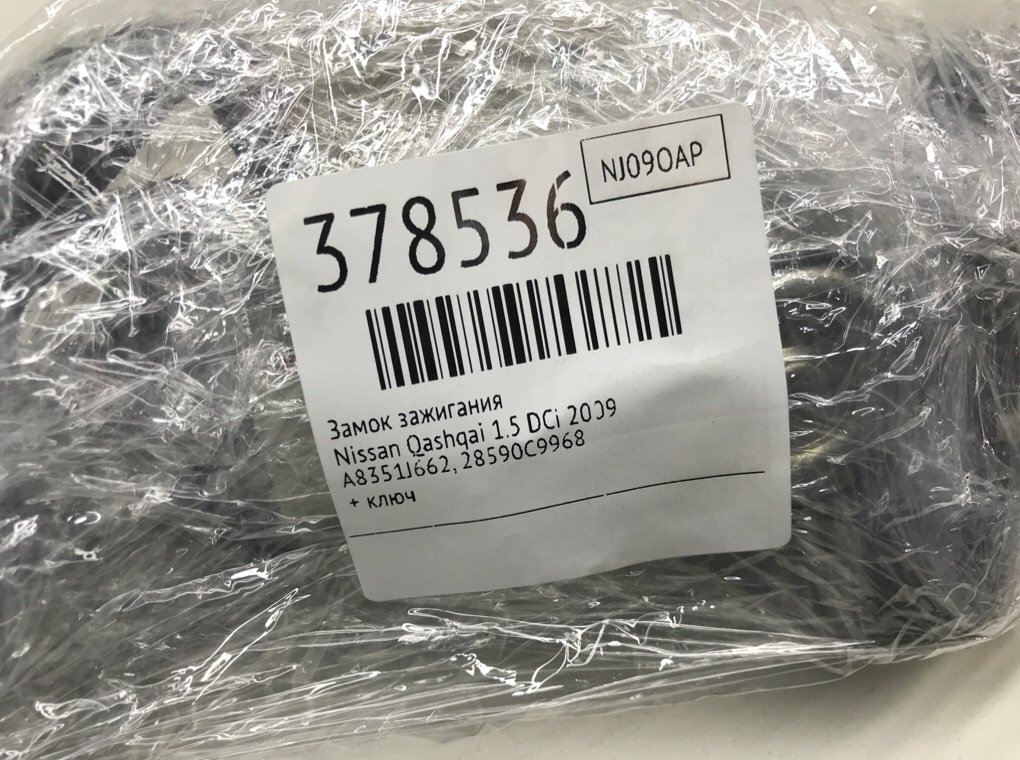 NJ09OAP
378536
Замок зажигания
Nissan Qashqai 1.5 DCi 2009
A8351J662, 28590C9968
+ ключ